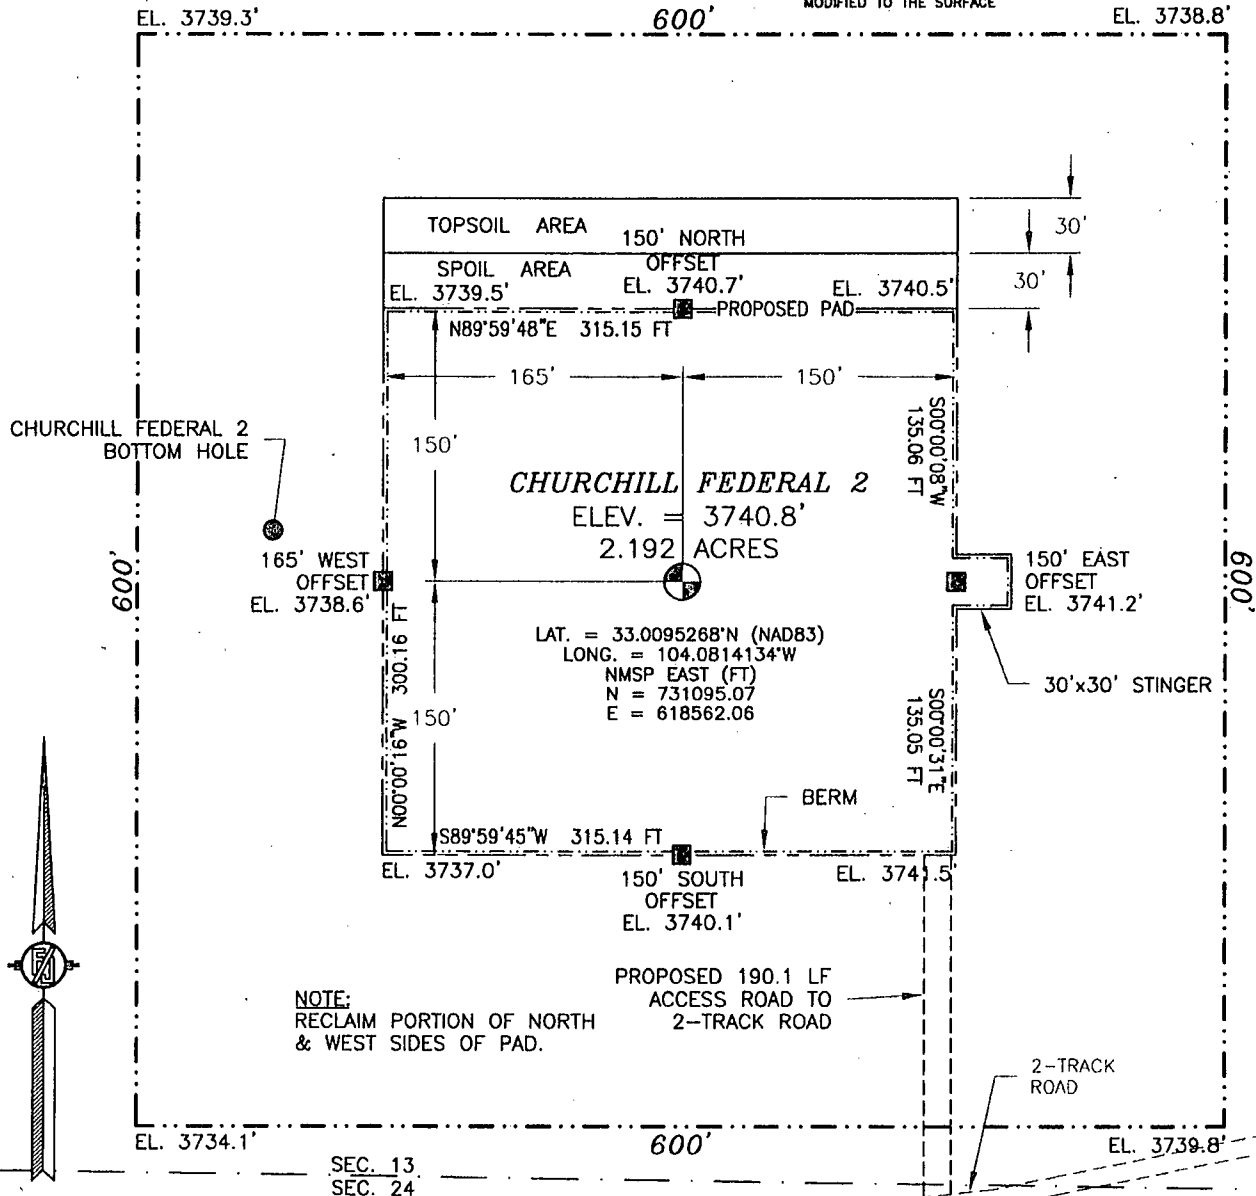 MODIFIED TO THE SURFACE
EL. 3739.3'
600'
EL. 3738.8'
TOPSOIL AREA
30'
150' NORTH
OFFSET
EL. 3740.7'
SPOIL AREA
30'
EL. 3739.5'
EL. 3740.5'
PROPOSED PAD
N89°59'48"E 315.15 FT
165'
150'
CHURCHILL FEDERAL 2
BOTTOM HOLE
150'
S00°00'08"W
135.06 FT
CHURCHILL FEDERAL 2
ELEV. = 3740.8'
2.192 ACRES
600'
165' WEST
OFFSET
EL. 3738.6'
150' EAST
OFFSET
EL. 3741.2'
600'
LAT. = 33.0095268°N (NAD83)
LONG. = 104.0814134°W
NMSP EAST (FT)
N = 731095.07
E = 618562.06
30'x30' STINGER
N00°00'16"W 300.16 FT
150'
S00°00'31"E
135.05 FT
BERM
S89°59'45"W 315.14 FT
EL. 3737.0'
150' SOUTH
OFFSET
EL. 3740.1'
EL. 3741.5'
PROPOSED 190.1 LF
ACCESS ROAD TO
2-TRACK ROAD
NOTE:
RECLAIM PORTION OF NORTH
& WEST SIDES OF PAD.
2-TRACK
ROAD
EL. 3734.1'
600'
EL. 3739.8'
SEC. 13
SEC. 24